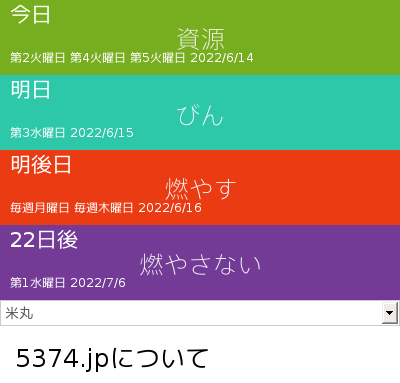 今日
資源
第2火曜日 第4火曜日 第5火曜日 2022/6/14
明日
びん
第3水曜日 2022/6/15
明後日
燃やす
毎週月曜日 毎週木曜日 2022/6/16
22日後
燃やさない
第1水曜日 2022/7/6
米丸
5374.jpについて